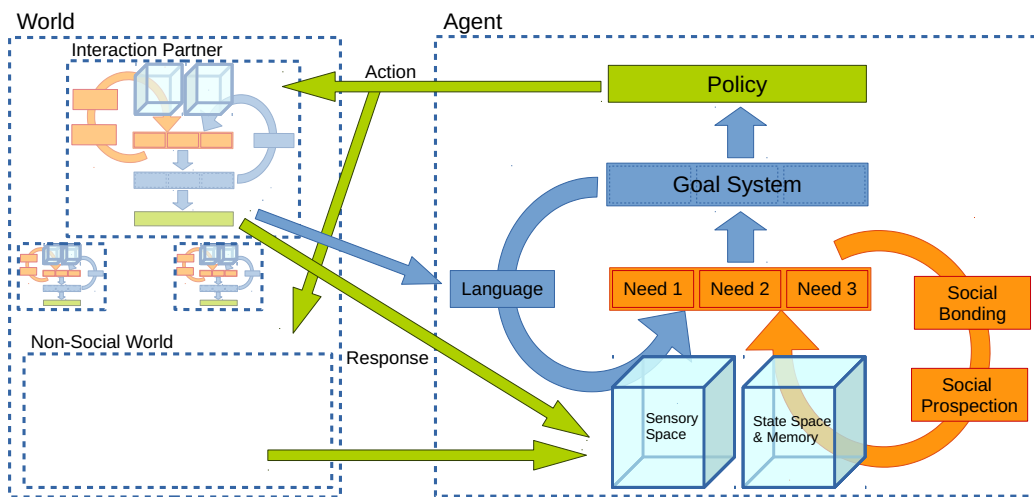 World
Agent
Interaction Partner
Action
Policy
Goal System
Language
Need 1
Need 2
Need 3
Social
Bonding
Non-Social World
Response
Social
Prospection
Sensory
Space
State Space
& Memory